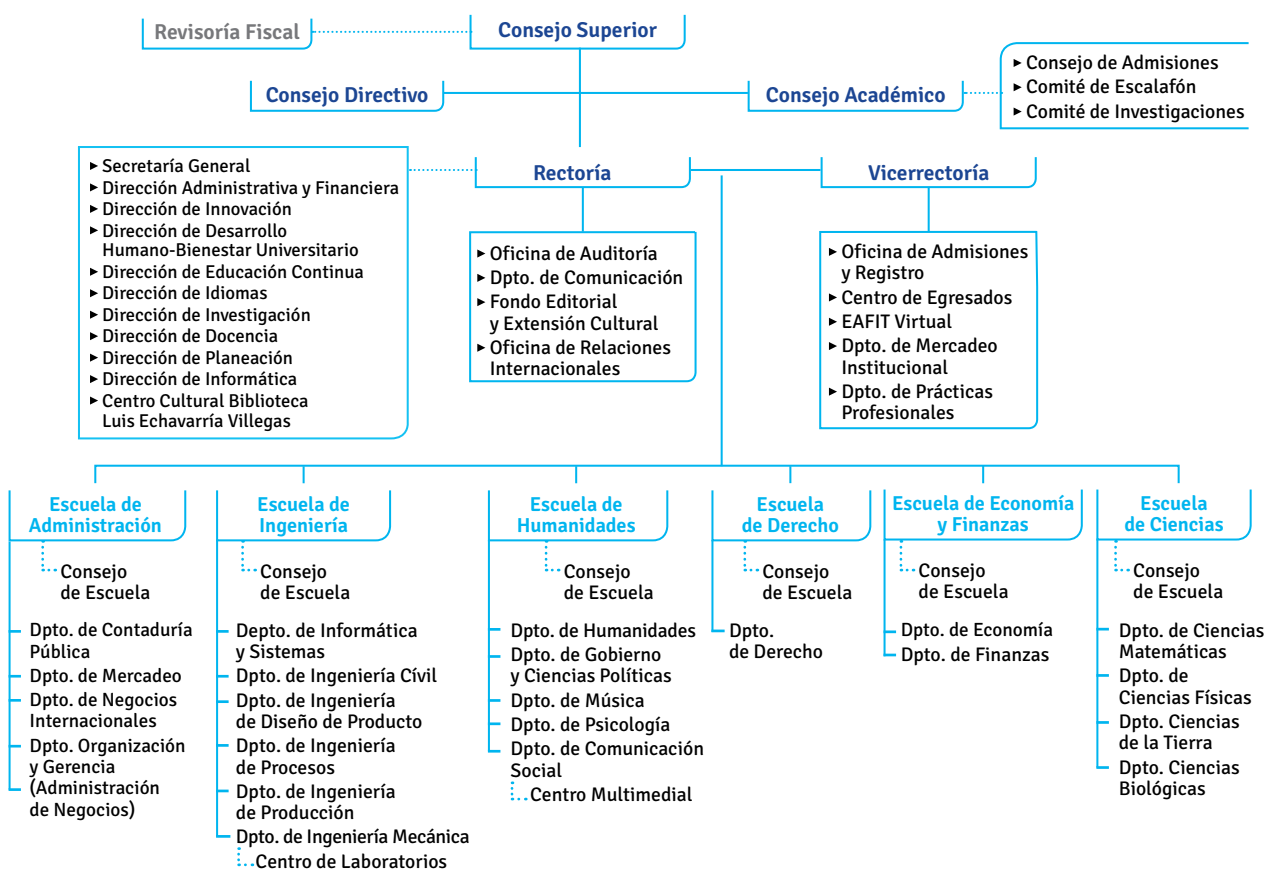 Revisoría Fiscal
Consejo Superior
Consejo Directivo
Consejo Académico
▸ Consejo de Admisiones
▸ Comité de Escalafón
▸ Comité de Investigaciones
▸ Secretaría General
▸ Dirección Administrativa y Financiera
▸ Dirección de Innovación
▸ Dirección de Desarrollo
Humano-Bienestar Universitario
▸ Dirección de Educación Continua
▸ Dirección de Idiomas
▸ Dirección de Investigación
▸ Dirección de Docencia
▸ Dirección de Planeación
▸ Dirección de Informática
▸ Centro Cultural Biblioteca
Luis Echavarría Villegas
Rectoría
▸ Oficina de Auditoría
▸ Dpto. de Comunicación
▸ Fondo Editorial
y Extensión Cultural
▸ Oficina de Relaciones
Internacionales
Vicerrectoría
▸ Oficina de Admisiones
y Registro
▸ Centro de Egresados
▸ EAFIT Virtual
▸ Dpto. de Mercadeo
Institucional
▸ Dpto. de Prácticas
Profesionales
Escuela de
Administración
Consejo
de Escuela
Dpto. de Contaduría
Pública
Dpto. de Mercadeo
Dpto. de Negocios
Internacionales
Dpto. Organización
y Gerencia
(Administración
de Negocios)
Escuela de
Ingeniería
Consejo
de Escuela
Depto. de Informática
y Sistemas
Dpto. de Ingeniería Cívil
Dpto. de Ingeniería
de Diseño de Producto
Dpto. de Ingeniería
de Procesos
Dpto. de Ingeniería
de Producción
Dpto. de Ingeniería Mecánica
Centro de Laboratorios
Escuela de
Humanidades
Consejo
de Escuela
Dpto. de Humanidades
Dpto. de Gobierno
y Ciencias Políticas
Dpto. de Música
Dpto. de Psicología
Dpto. de Comunicación
Social
Centro Multimedial
Escuela
de Derecho
Consejo
de Escuela
Dpto.
de Derecho
Escuela de Economía
y Finanzas
Consejo
de Escuela
Dpto. de Economía
Dpto. de Finanzas
Escuela
de Ciencias
Consejo
de Escuela
Dpto. de Ciencias
Matemáticas
Dpto. de
Ciencias Físicas
Dpto. Ciencias
de la Tierra
Dpto. Ciencias
Biológicas